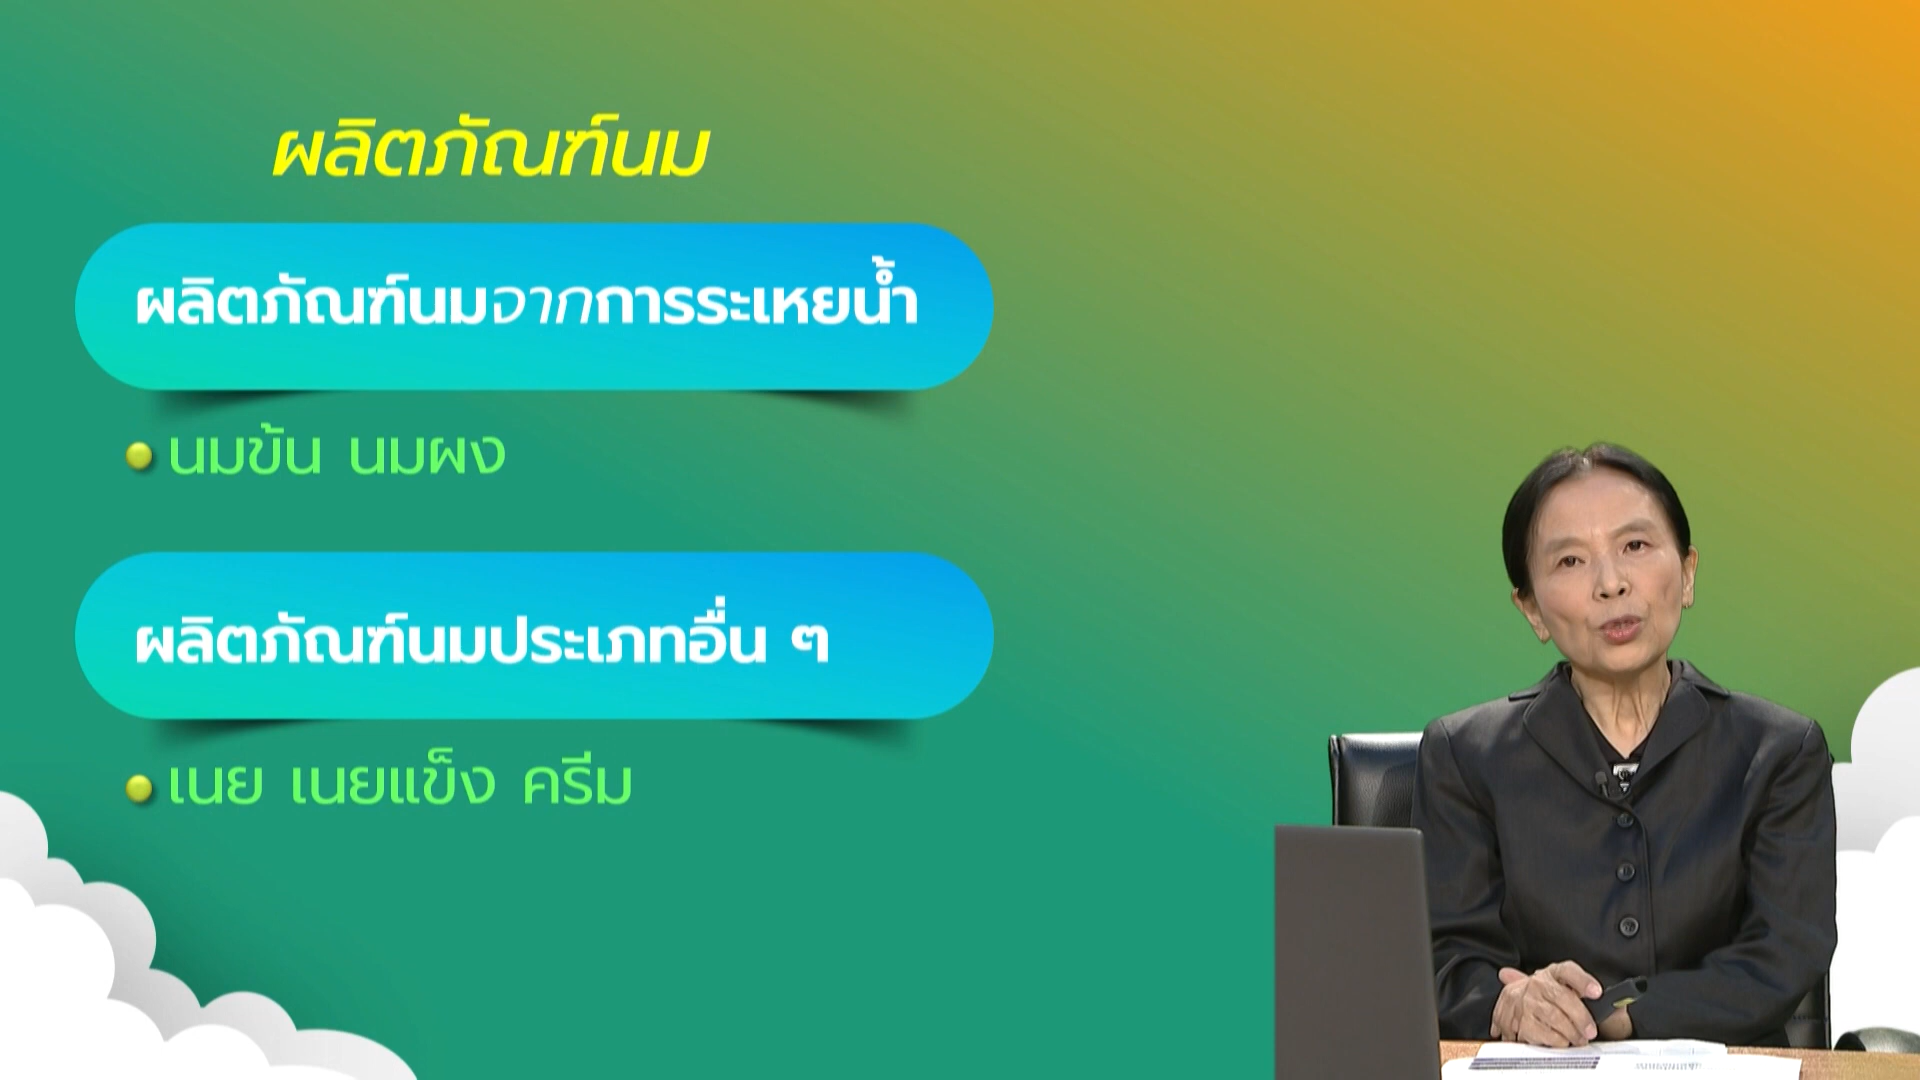 ผลิตภัณฑ์นม
ผลิตภัณฑ์นมจากการระเหยน้ำ
นมข้น นมผง
ผลิตภัณฑ์นมประเภทอื่น ๆ
เนย เนยแข็ง ครีม